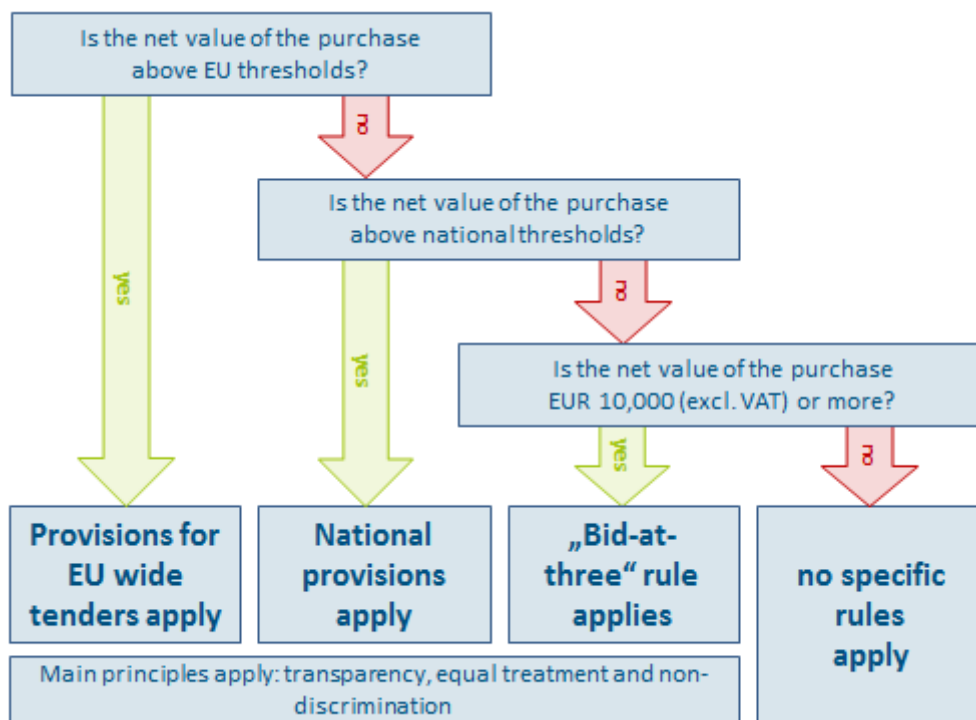 Is the net value of the purchase
above EU thresholds?
no
Is the net value of the purchase
above national thresholds?
yes
no
yes
Is the net value of the purchase
EUR 10,000 (excl. VAT) or more?
yes
no
Provisions for
EU wide
tenders apply
National
provisions
apply
„Bid-at-
three“ rule
applies
no specific
rules
apply
Main principles apply: transparency, equal treatment and non-
discrimination